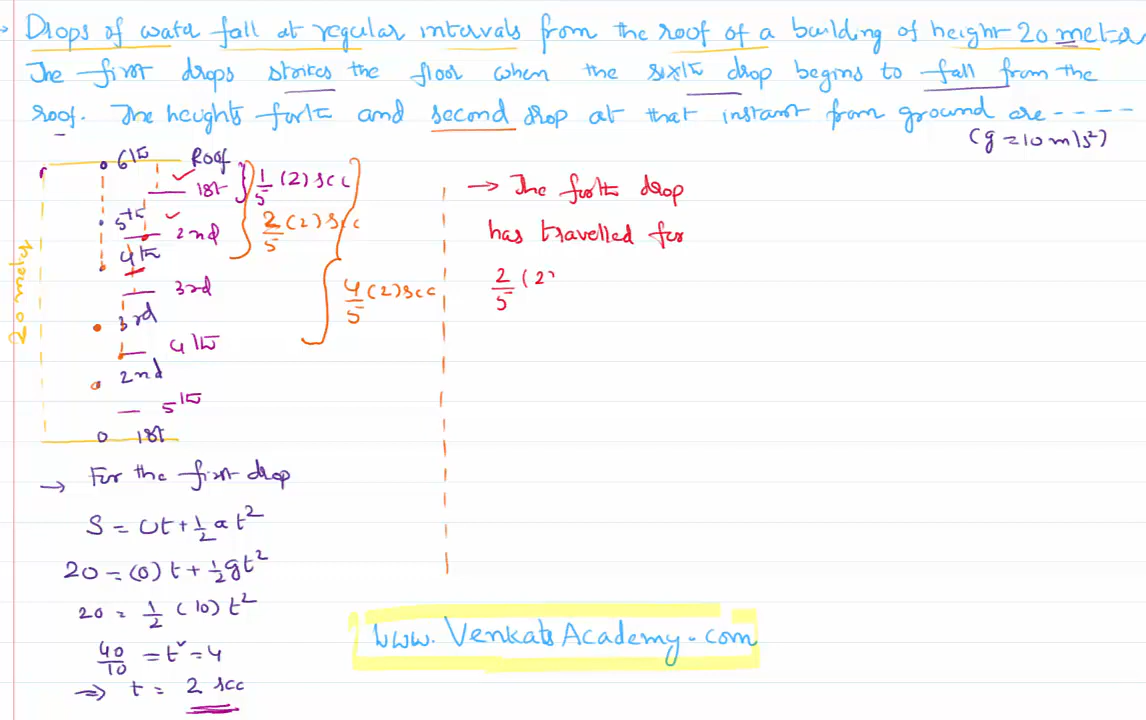 Drops of water fall at regular intervals from the roof of a building of height 20 meter
The first drops strikes the floor when the sixth drop begins to fall from the
roof. The heights forth and second drop at that instant from ground are -----
(g = 10 m/s²)
6th Roof
1st } 1/5 (2) sec
5th
2nd } 2/5 (2) sec
4th
3rd } 4/5 (2) sec
3rd
4th
2nd
5th
0 1st
20 meter
→ For the first drop
S = ut + 1/2 a t²
20 = (0) t + 1/2 g t²
20 = 1/2 (10) t²
40/10 = t² = 4
⇒ t = 2 sec
→ The forth drop
has travelled for
2/5 (2)
www.VenkatsAcademy.com